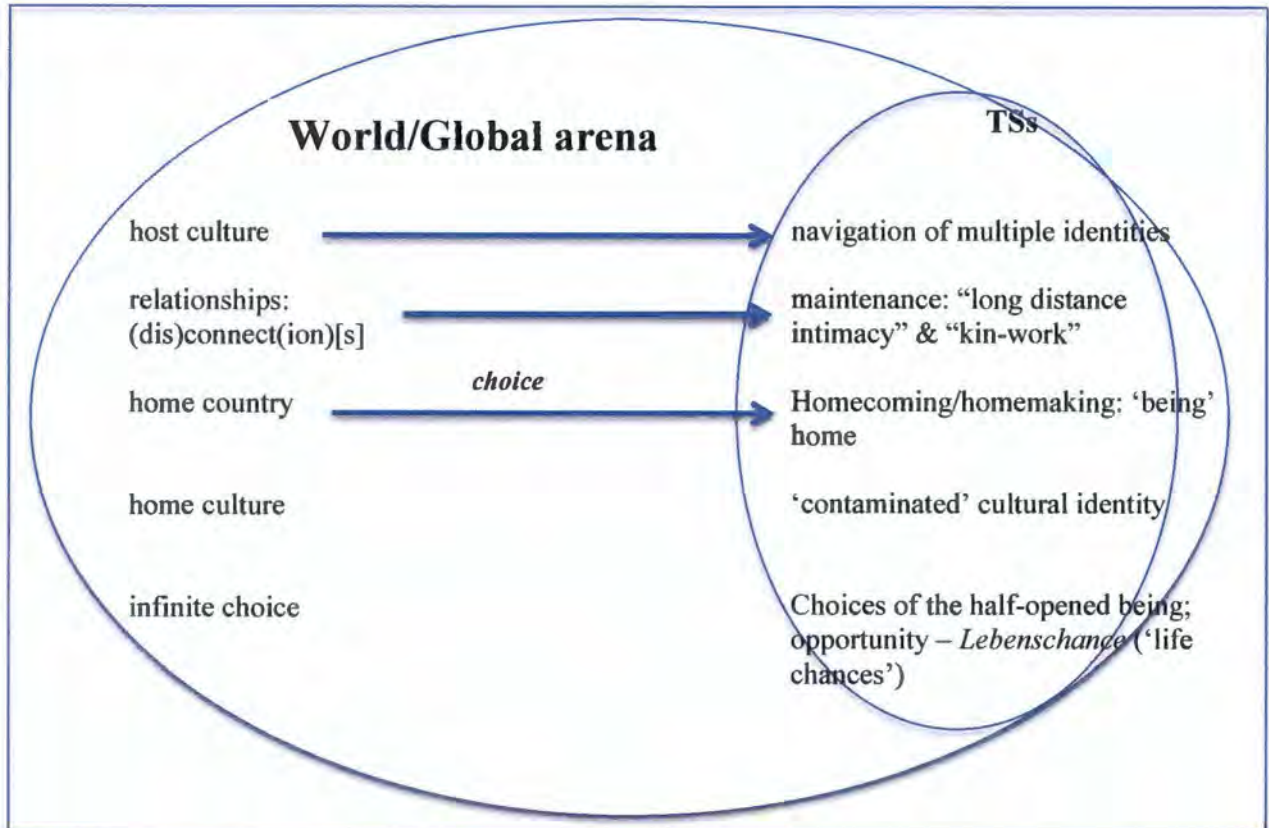 World/Global arena
TSs
host culture
navigation of multiple identities
relationships:
(dis)connect(ion)[s]
maintenance: “long distance
intimacy” & “kin-work”
choice
home country
Homecoming/homemaking: ‘being’
home
home culture
‘contaminated’ cultural identity
infinite choice
Choices of the half-opened being;
opportunity – Lebenschance (‘life
chances’)